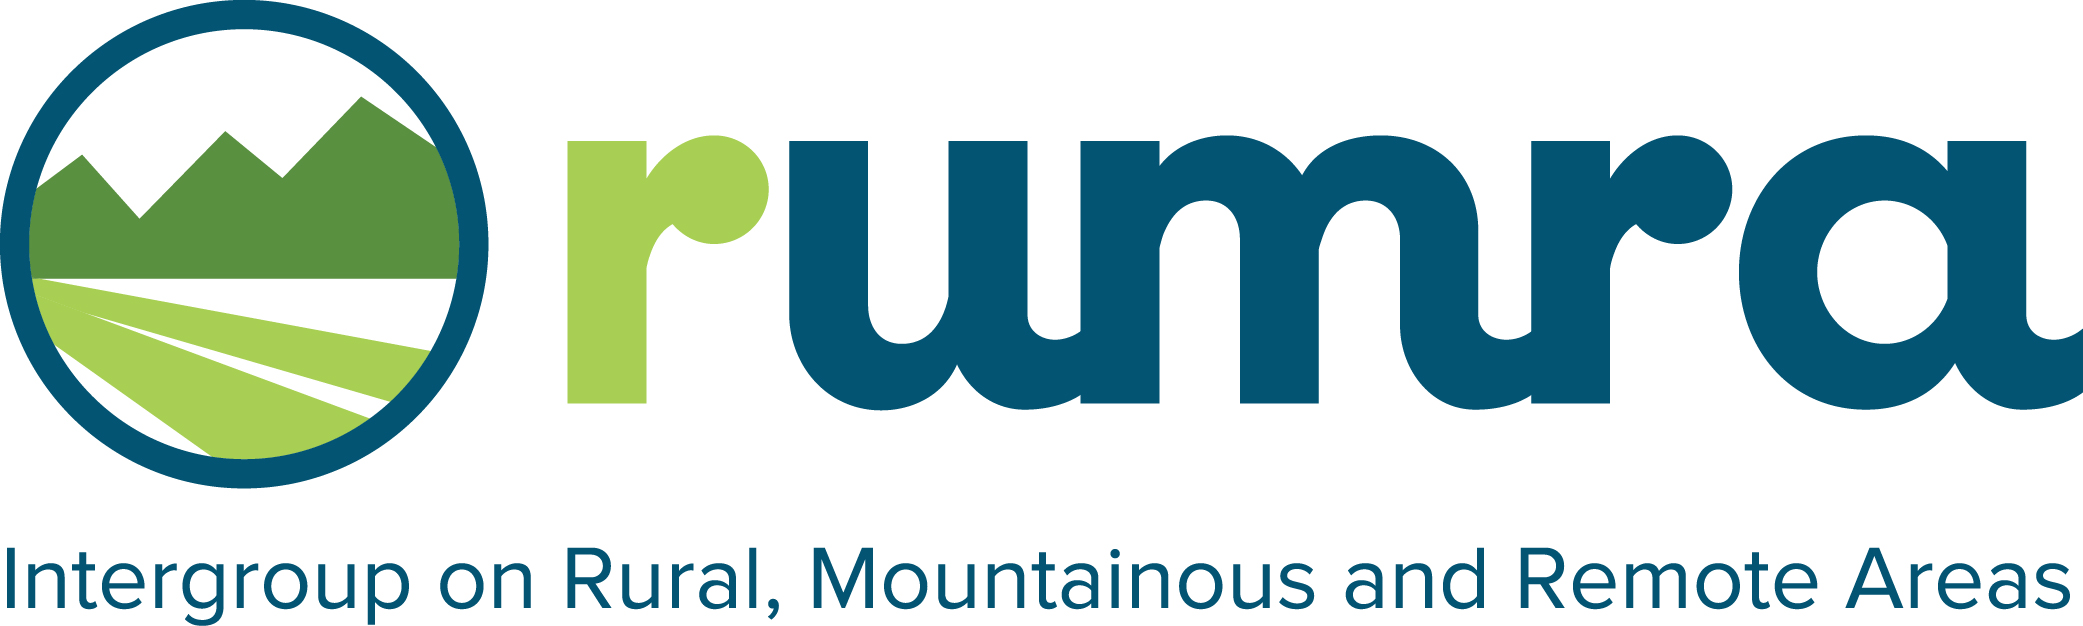 rumra
Intergroup on Rural, Mountainous and Remote Areas